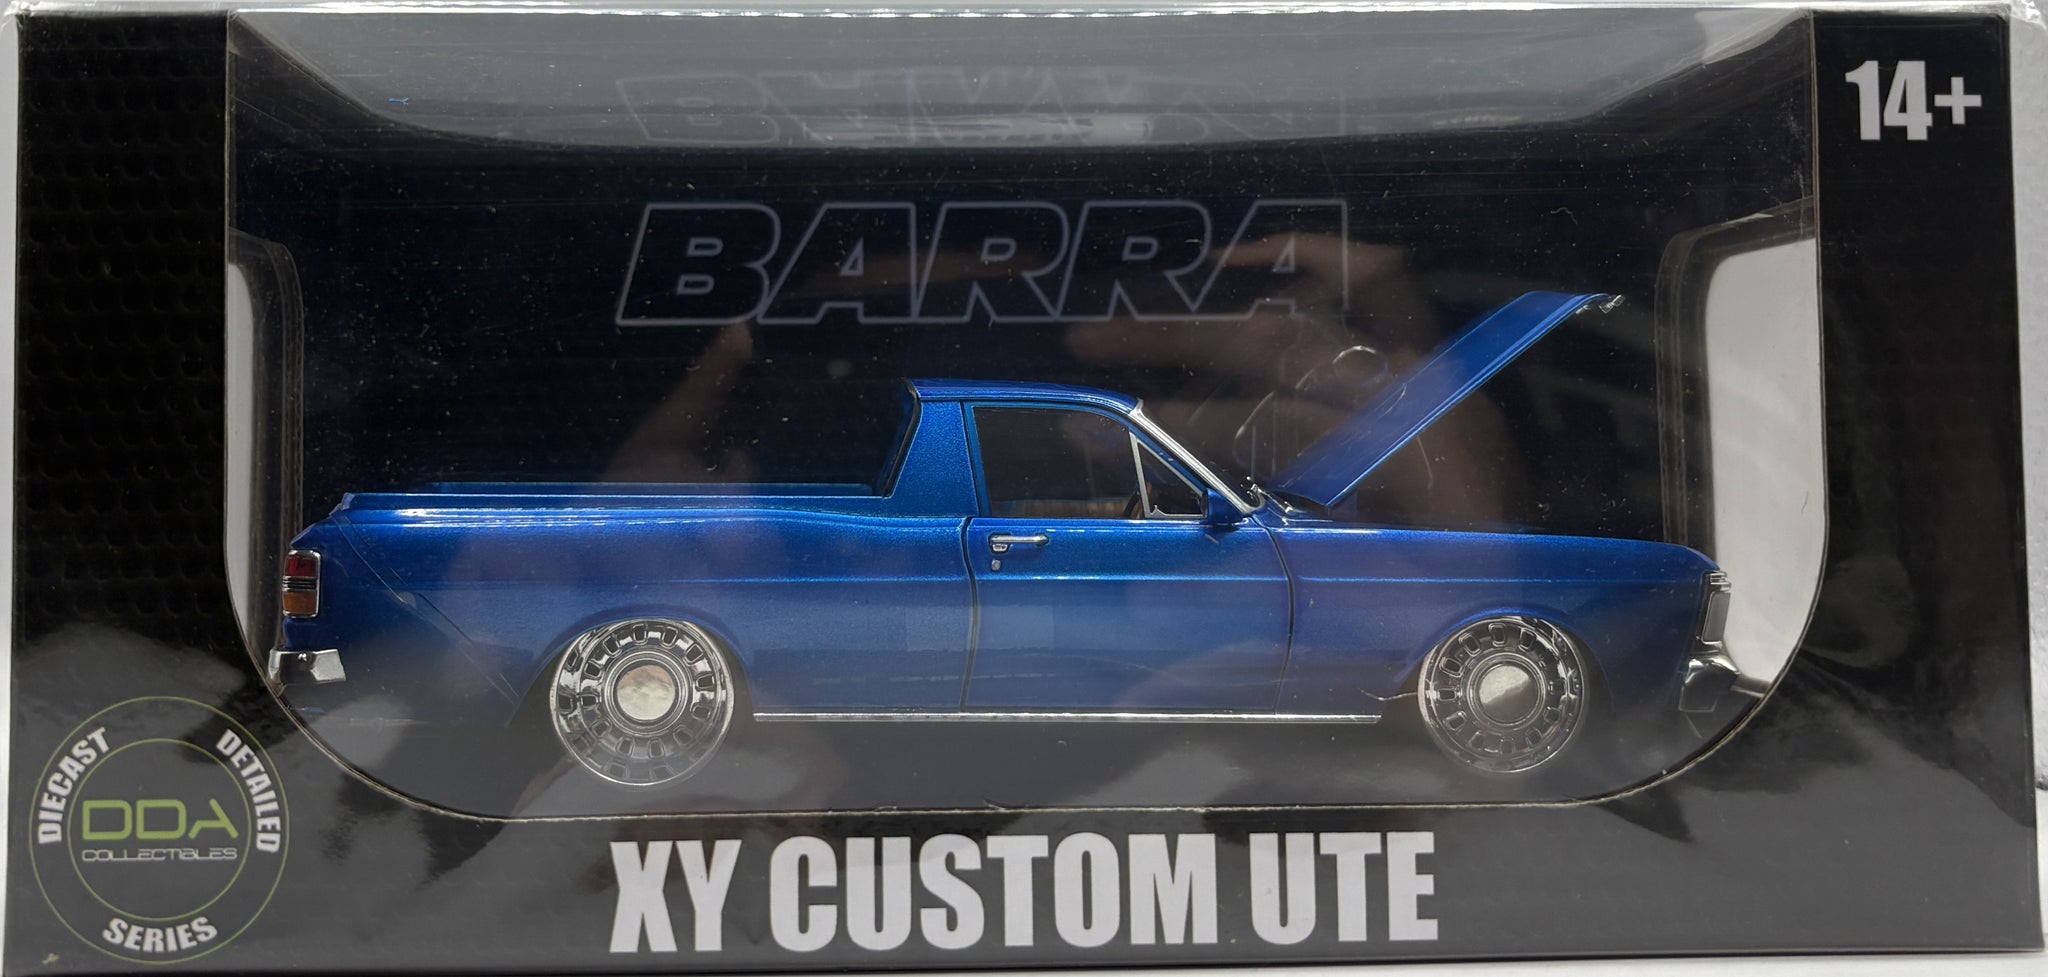 14+
BARRA
DIECAST
DETAILED
DDA
COLLECTIBLES
SERIES
XY CUSTOM UTE